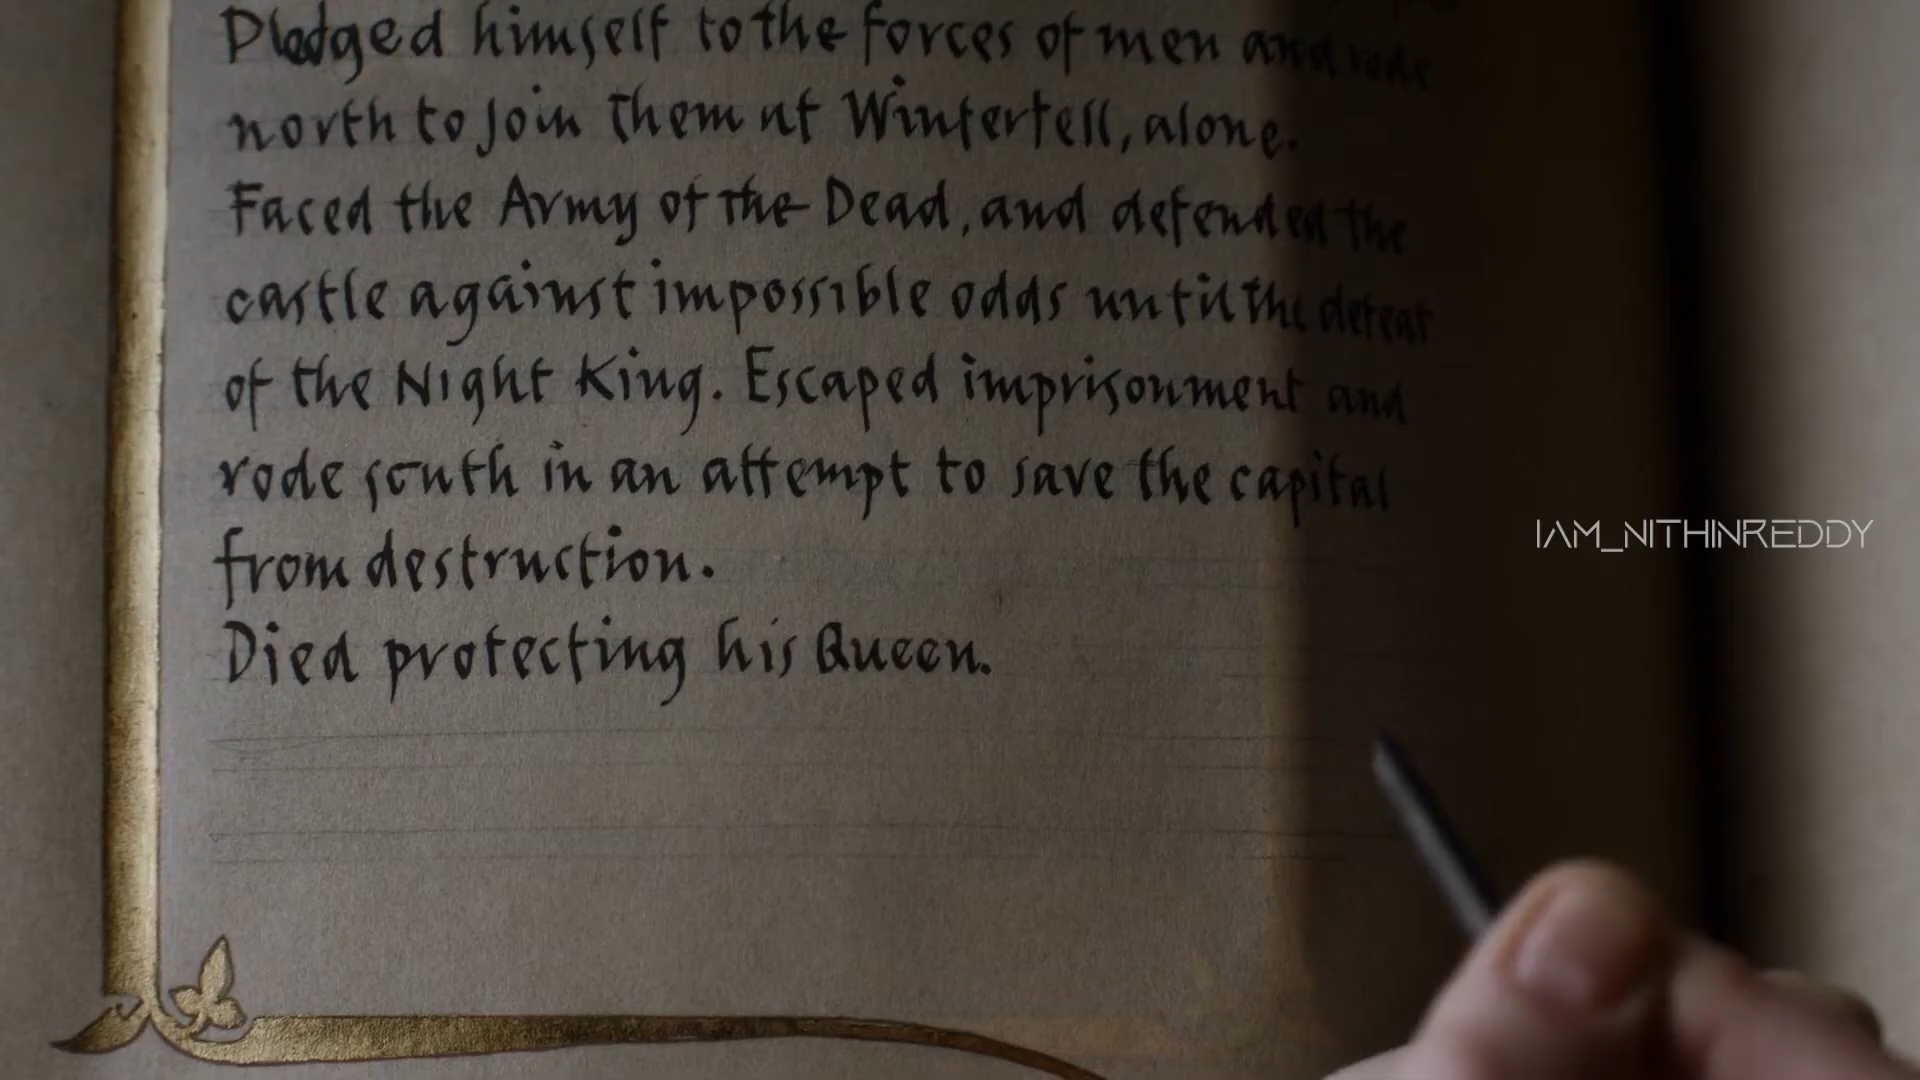 Pledged himself to the forces of men and rode
north to join them at Winterfell, alone.
Faced the Army of the Dead, and defended the
castle against impossible odds until the defeat
of the Night King. Escaped imprisonment and
rode south in an attempt to save the capital
from destruction.
IAM_NITHINREDDY
Died protecting his Queen.